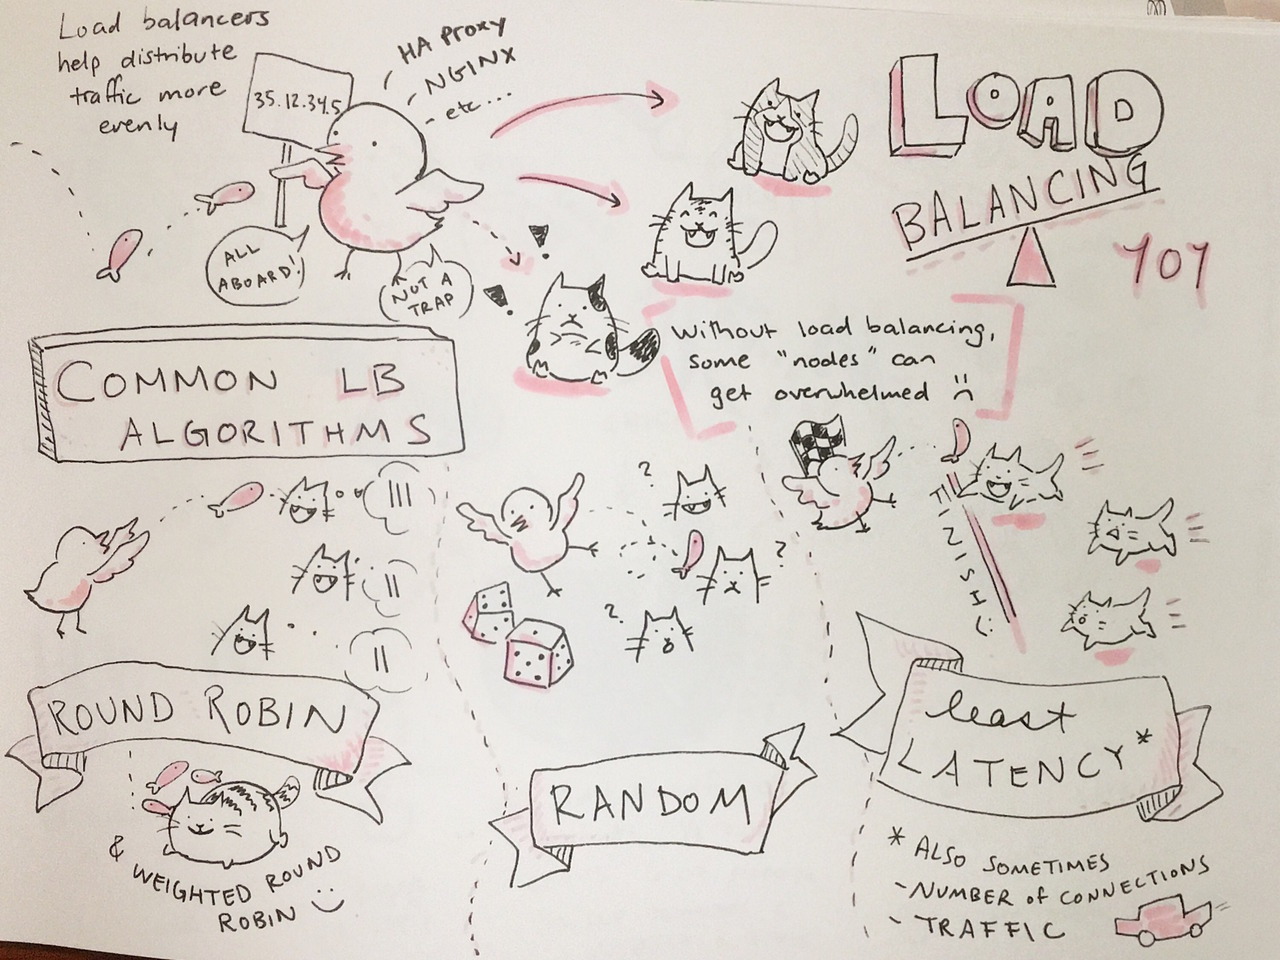 Load balancers
help distribute
traffic more
evenly
HA Proxy
NGINX
etc...
35.12.34.5
ALL
ABOARD!
NOT A
TRAP
LOAD
BALANCING
101
Without load balancing,
some "nodes" can
get overwhelmed :(
COMMON LB
ALGORITHMS
III
II
II
ROUND ROBIN
& WEIGHTED ROUND
ROBIN :)
?
?
?
RANDOM
FINISH
least
LATENCY*
* ALSO SOMETIMES
- NUMBER OF CONNECTIONS
- TRAFFIC